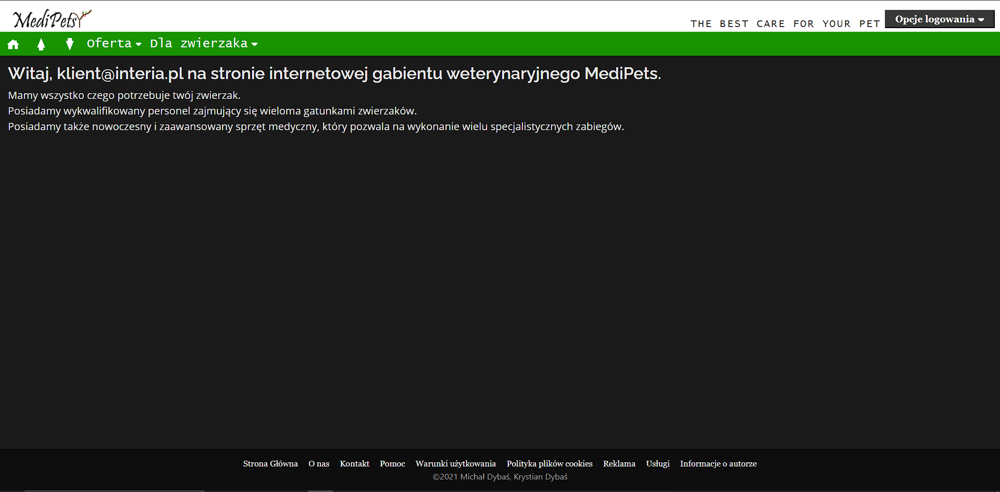 MediPets
THE BEST CARE FOR YOUR PET
Opcje logowania
Oferta Dla zwierzaka
Witaj, klient@interia.pl na stronie internetowej gabientu weterynaryjnego MediPets.
Mamy wszystko czego potrzebuje twój zwierzak.
Posiadamy wykwalifikowany personel zajmujący się wieloma gatunkami zwierzaków.
Posiadamy także nowoczesny i zaawansowany sprzęt medyczny, który pozwala na wykonanie wielu specjalistycznych zabiegów.
Strona Główna O nas Kontakt Pomoc Warunki użytkowania Polityka plików cookies Reklama Usługi Informacje o autorze
©2021 Michał Dybaś, Krystian Dybaś